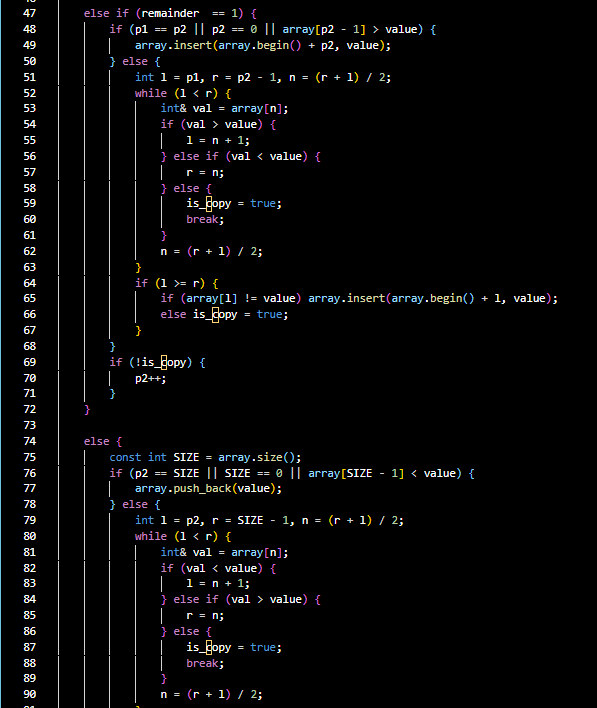 47 else if (remainder  == 1) {
48 if (p1 == p2 || p2 == 0 || array[p2 - 1] > value) {
49 array.insert(array.begin() + p2, value);
50 } else {
51 int l = p1, r = p2 - 1, n = (r + l) / 2;
52 while (l < r) {
53 int& val = array[n];
54 if (val > value) {
55 l = n + 1;
56 } else if (val < value) {
57 r = n;
58 } else {
59 is_copy = true;
60 break;
61 }
62 n = (r + l) / 2;
63 }
64 if (l >= r) {
65 if (array[l] != value) array.insert(array.begin() + l, value);
66 else is_copy = true;
67 }
68 }
69 if (!is_copy) {
70 p2++;
71 }
72 }
73
74 else {
75 const int SIZE = array.size();
76 if (p2 == SIZE || SIZE == 0 || array[SIZE - 1] < value) {
77 array.push_back(value);
78 } else {
79 int l = p2, r = SIZE - 1, n = (r + l) / 2;
80 while (l < r) {
81 int& val = array[n];
82 if (val < value) {
83 l = n + 1;
84 } else if (val > value) {
85 r = n;
86 } else {
87 is_copy = true;
88 break;
89 }
90 n = (r + l) / 2;